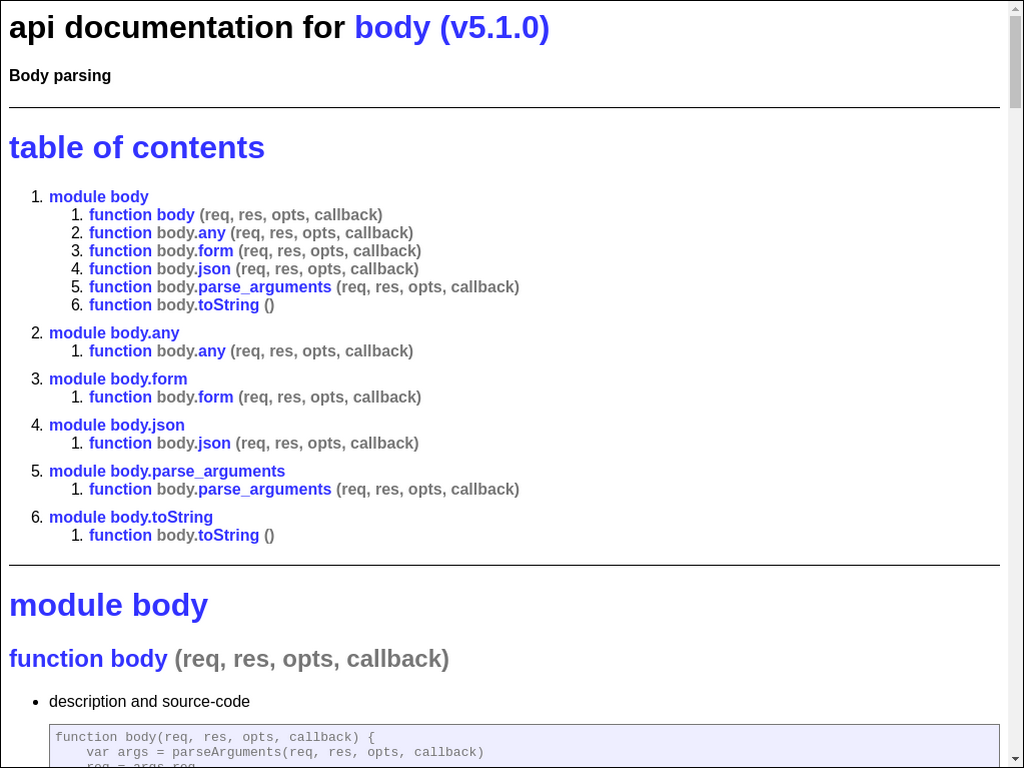 api documentation for body (v5.1.0)
Body parsing
table of contents
1. module body
1. function body (req, res, opts, callback)
2. function body.any (req, res, opts, callback)
3. function body.form (req, res, opts, callback)
4. function body.json (req, res, opts, callback)
5. function body.parse_arguments (req, res, opts, callback)
6. function body.toString ()
2. module body.any
1. function body.any (req, res, opts, callback)
3. module body.form
1. function body.form (req, res, opts, callback)
4. module body.json
1. function body.json (req, res, opts, callback)
5. module body.parse_arguments
1. function body.parse_arguments (req, res, opts, callback)
6. module body.toString
1. function body.toString ()
module body
function body (req, res, opts, callback)
• description and source-code
function body(req, res, opts, callback) {
    var args = parseArguments(req, res, opts, callback)
    req = args.req